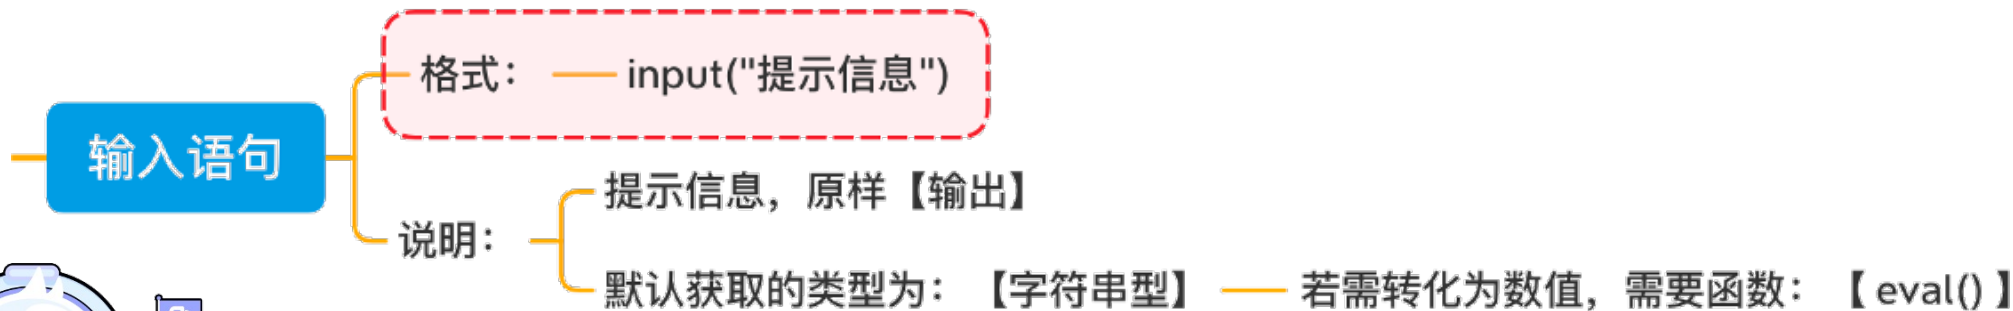 格式： input("提示信息")
输入语句
提示信息，原样【输出】
说明：
默认获取的类型为：【字符串型】 若需转化为数值，需要函数：【 eval() 】